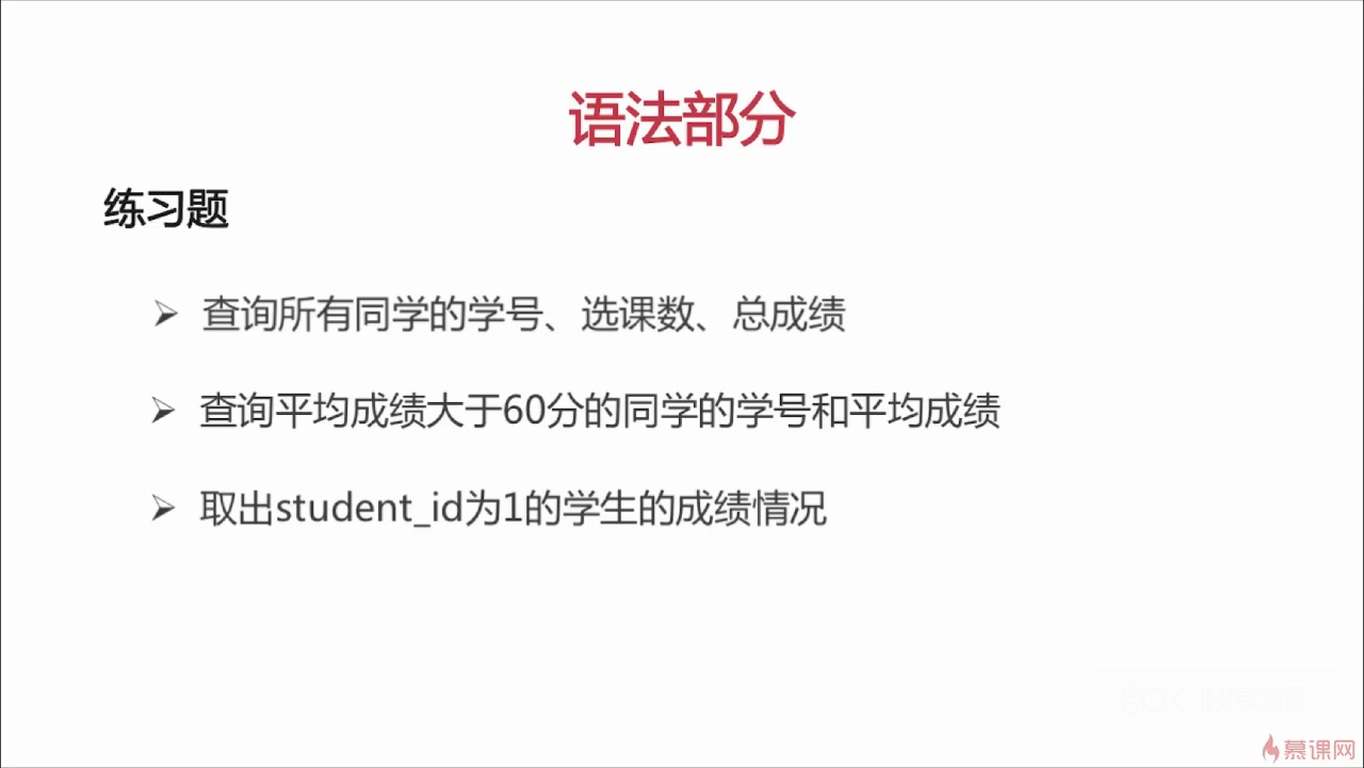 语法部分
练习题
查询所有同学的学号、选课数、总成绩
查询平均成绩大于60分的同学的学号和平均成绩
取出student_id为1的学生的成绩情况
慕课网